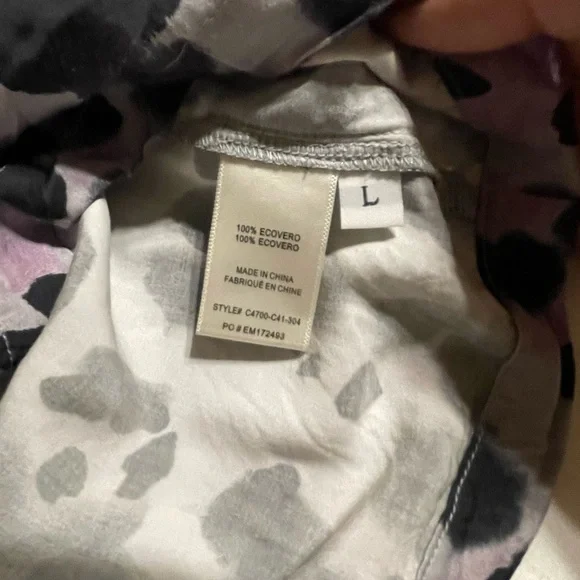 100% ECOVERO
100% ECOVERO
MADE IN CHINA
FABRIQUÉ EN CHINE
STYLE# C4700-C41-304
PO # EM172493
L